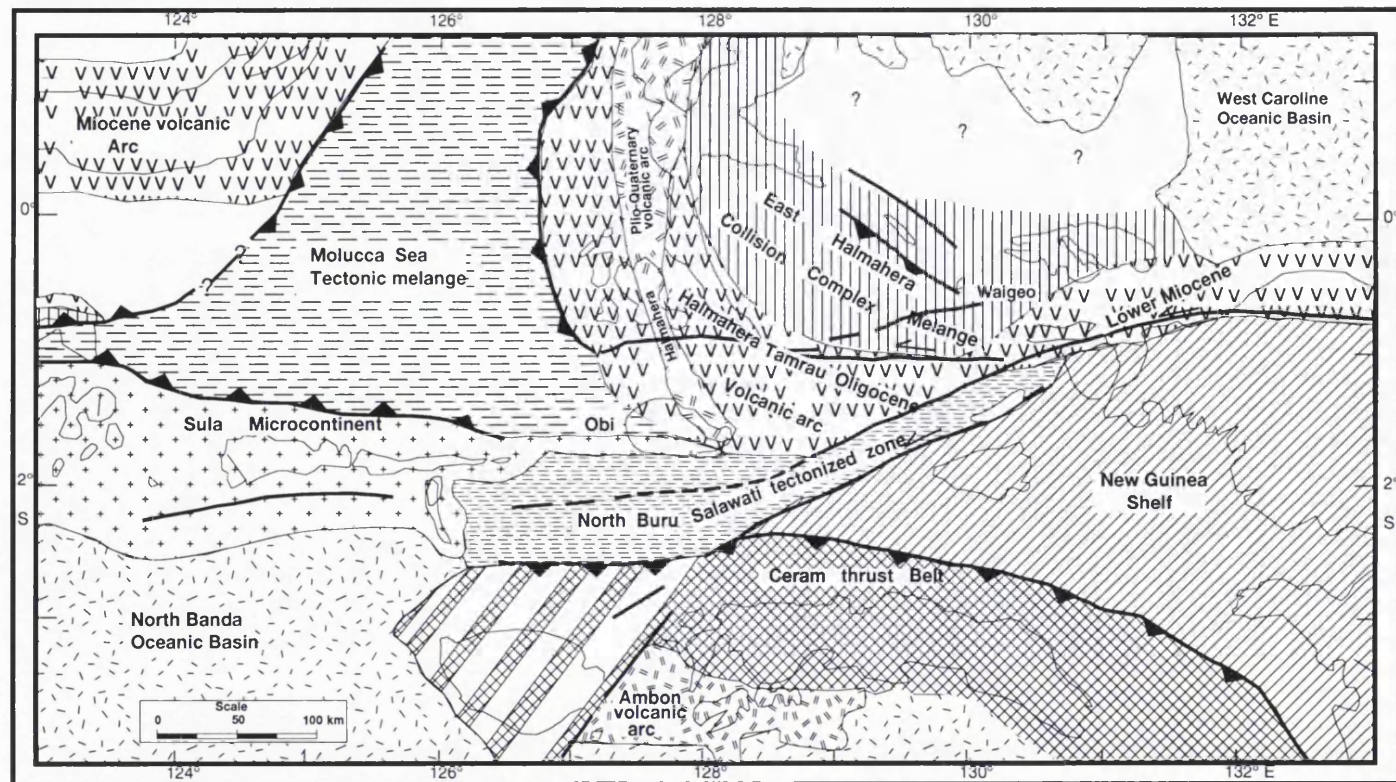 124°
126°
128°
130°
132° E
Miocene volcanic
Arc
West Caroline
Oceanic Basin
Plio-Quaternary
volcanic arc
?
?
?
0°
0°
Molucca Sea
Tectonic melange
East
Halmahera
Collision Complex
Melange
Waigeo
Lower Miocene
?
?
Halmahera
Halmahera Tamrau Oligocene
Volcanic arc
Sula Microcontinent
Obi
2°
S
2°
S
New Guinea
Shelf
North Buru
Salawati tectonized zone
Ceram thrust Belt
North Banda
Oceanic Basin
Ambon
volcanic
arc
Scale
0 50 100 km
124°
126°
128°
130°
132°